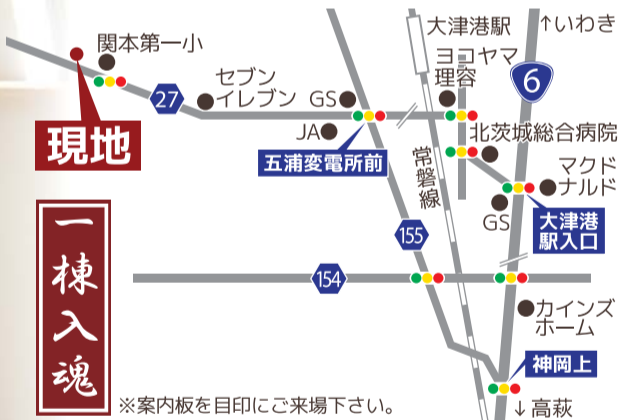 大津港駅
↑いわき
関本第一小
ヨコヤマ
理容
6
セブン
イレブン
GS
27
JA
北茨城総合病院
現地
五浦変電所前
常磐線
マクド
ナルド
GS
大津港
駅入口
155
154
一棟入魂
カインズ
ホーム
神岡上
※案内板を目印にご来場下さい。
↓高萩